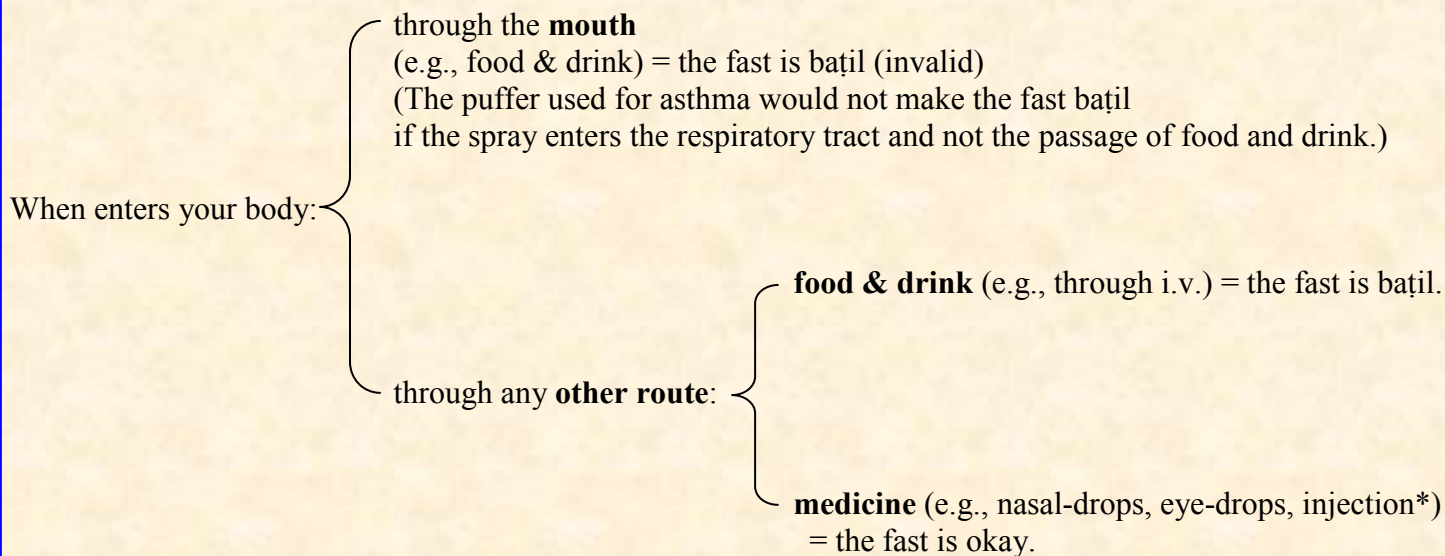 through the mouth
(e.g., food & drink) = the fast is baṭil (invalid)
(The puffer used for asthma would not make the fast baṭil
if the spray enters the respiratory tract and not the passage of food and drink.)
When enters your body:
food & drink (e.g., through i.v.) = the fast is baṭil.
through any other route:
medicine (e.g., nasal-drops, eye-drops, injection*)
= the fast is okay.